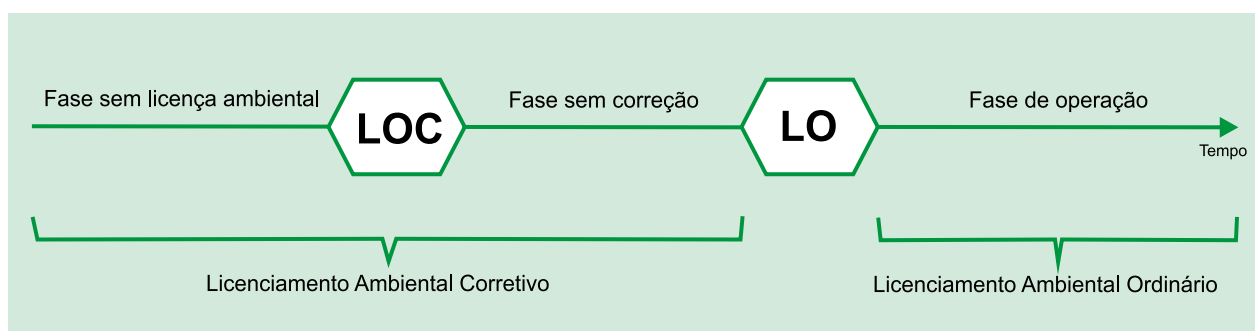 Fase sem licença ambiental
LOC
Fase sem correção
LO
Fase de operação
Tempo
Licenciamento Ambiental Corretivo
Licenciamento Ambiental Ordinário